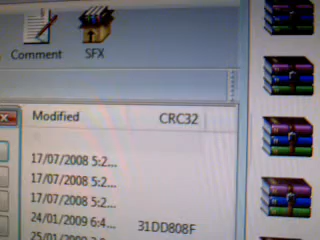 Comment SFX
Modified CRC32
17/07/2008 5:2...
17/07/2008 5:2...
17/07/2008 5:2...
24/01/2009 6:4... 31DD808F